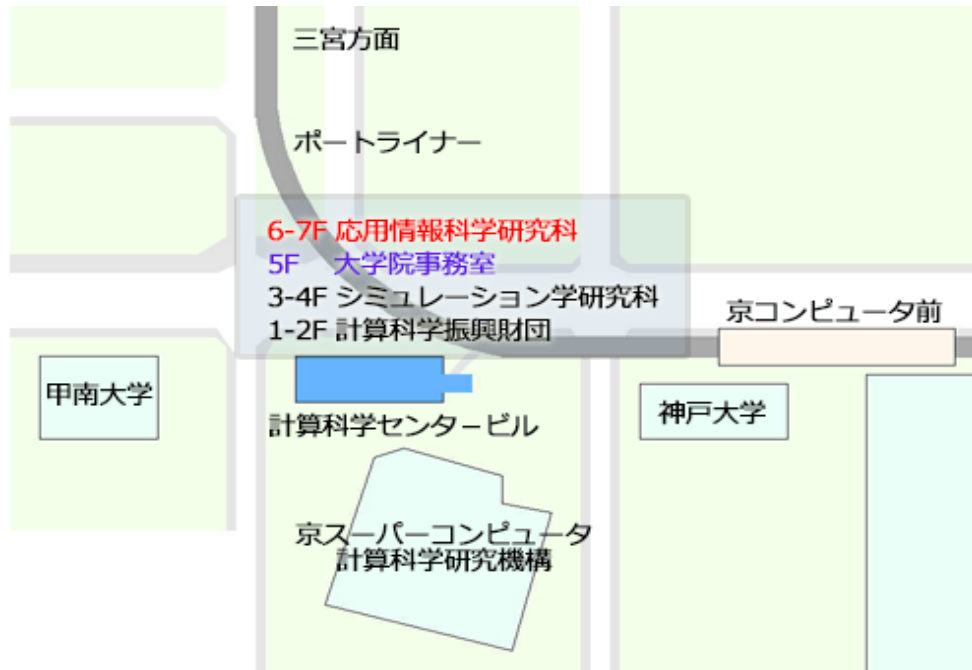 三宮方面
ポートライナー
6-7F 応用情報科学研究科
5F 大学院事務室
3-4F シミュレーション学研究科
1-2F 計算科学振興財団
京コンピュータ前
甲南大学
神戸大学
計算科学センタービル
京スーパーコンピュータ
計算科学研究機構